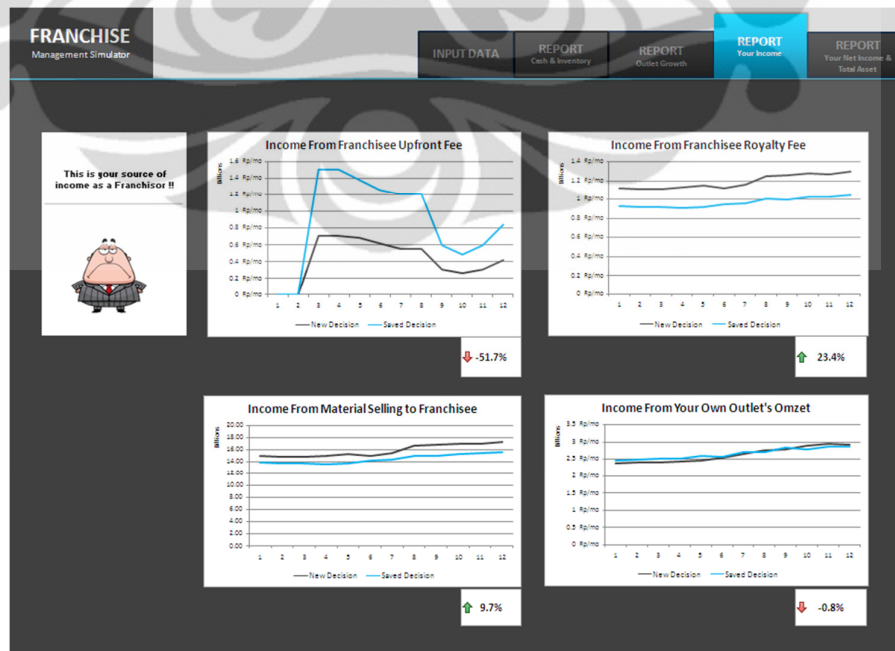 FRANCHISE
Management Simulator
INPUT DATA
REPORT
Cash & Inventory
REPORT
Outlet Growth
REPORT
Your Income
REPORT
Your Net Income &
Total Asset
This is your source of
income as a Franchisor !!
Income From Franchisee Upfront Fee
Billions
1.6 Rp/mo
1.4 Rp/mo
1.2 Rp/mo
1 Rp/mo
0.8 Rp/mo
0.6 Rp/mo
0.4 Rp/mo
0.2 Rp/mo
0 Rp/mo
1 2 3 4 5 6 7 8 9 10 11 12
New Decision Saved Decision
-51.7%
Income From Franchisee Royalty Fee
Billions
1.4 Rp/mo
1.2 Rp/mo
1 Rp/mo
0.8 Rp/mo
0.6 Rp/mo
0.4 Rp/mo
0.2 Rp/mo
0 Rp/mo
1 2 3 4 5 6 7 8 9 10 11 12
New Decision Saved Decision
23.4%
Income From Material Selling to Franchisee
Billions
20.00
18.00
16.00
14.00
12.00
10.00
8.00
6.00
4.00
2.00
0.00
1 2 3 4 5 6 7 8 9 10 11 12
New Decision Saved Decision
9.7%
Income From Your Own Outlet's Omzet
Billions
3.5 Rp/mo
3 Rp/mo
2.5 Rp/mo
2 Rp/mo
1.5 Rp/mo
1 Rp/mo
0.5 Rp/mo
0 Rp/mo
1 2 3 4 5 6 7 8 9 10 11 12
New Decision Saved Decision
-0.8%